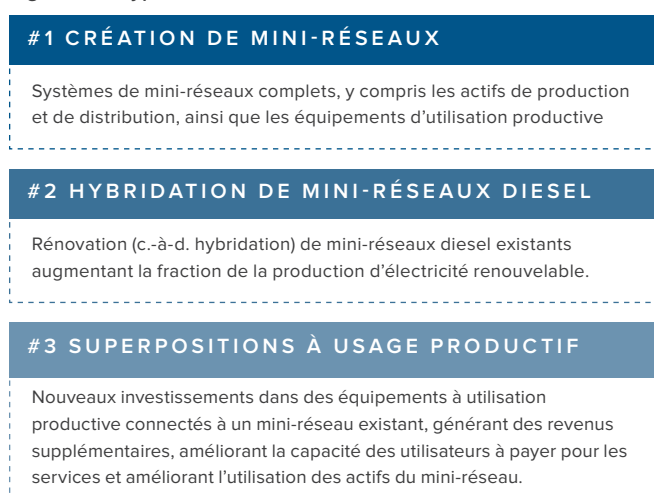 #1 CRÉATION DE MINI-RÉSEAUX
Systèmes de mini-réseaux complets, y compris les actifs de production
et de distribution, ainsi que les équipements d'utilisation productive
#2 HYBRIDATION DE MINI-RÉSEAUX DIESEL
Rénovation (c.-à-d. hybridation) de mini-réseaux diesel existants
augmentant la fraction de la production d'électricité renouvelable.
#3 SUPERPOSITIONS À USAGE PRODUCTIF
Nouveaux investissements dans des équipements à utilisation
productive connectés à un mini-réseau existant, générant des revenus
supplémentaires, améliorant la capacité des utilisateurs à payer pour les
services et améliorant l'utilisation des actifs du mini-réseau.